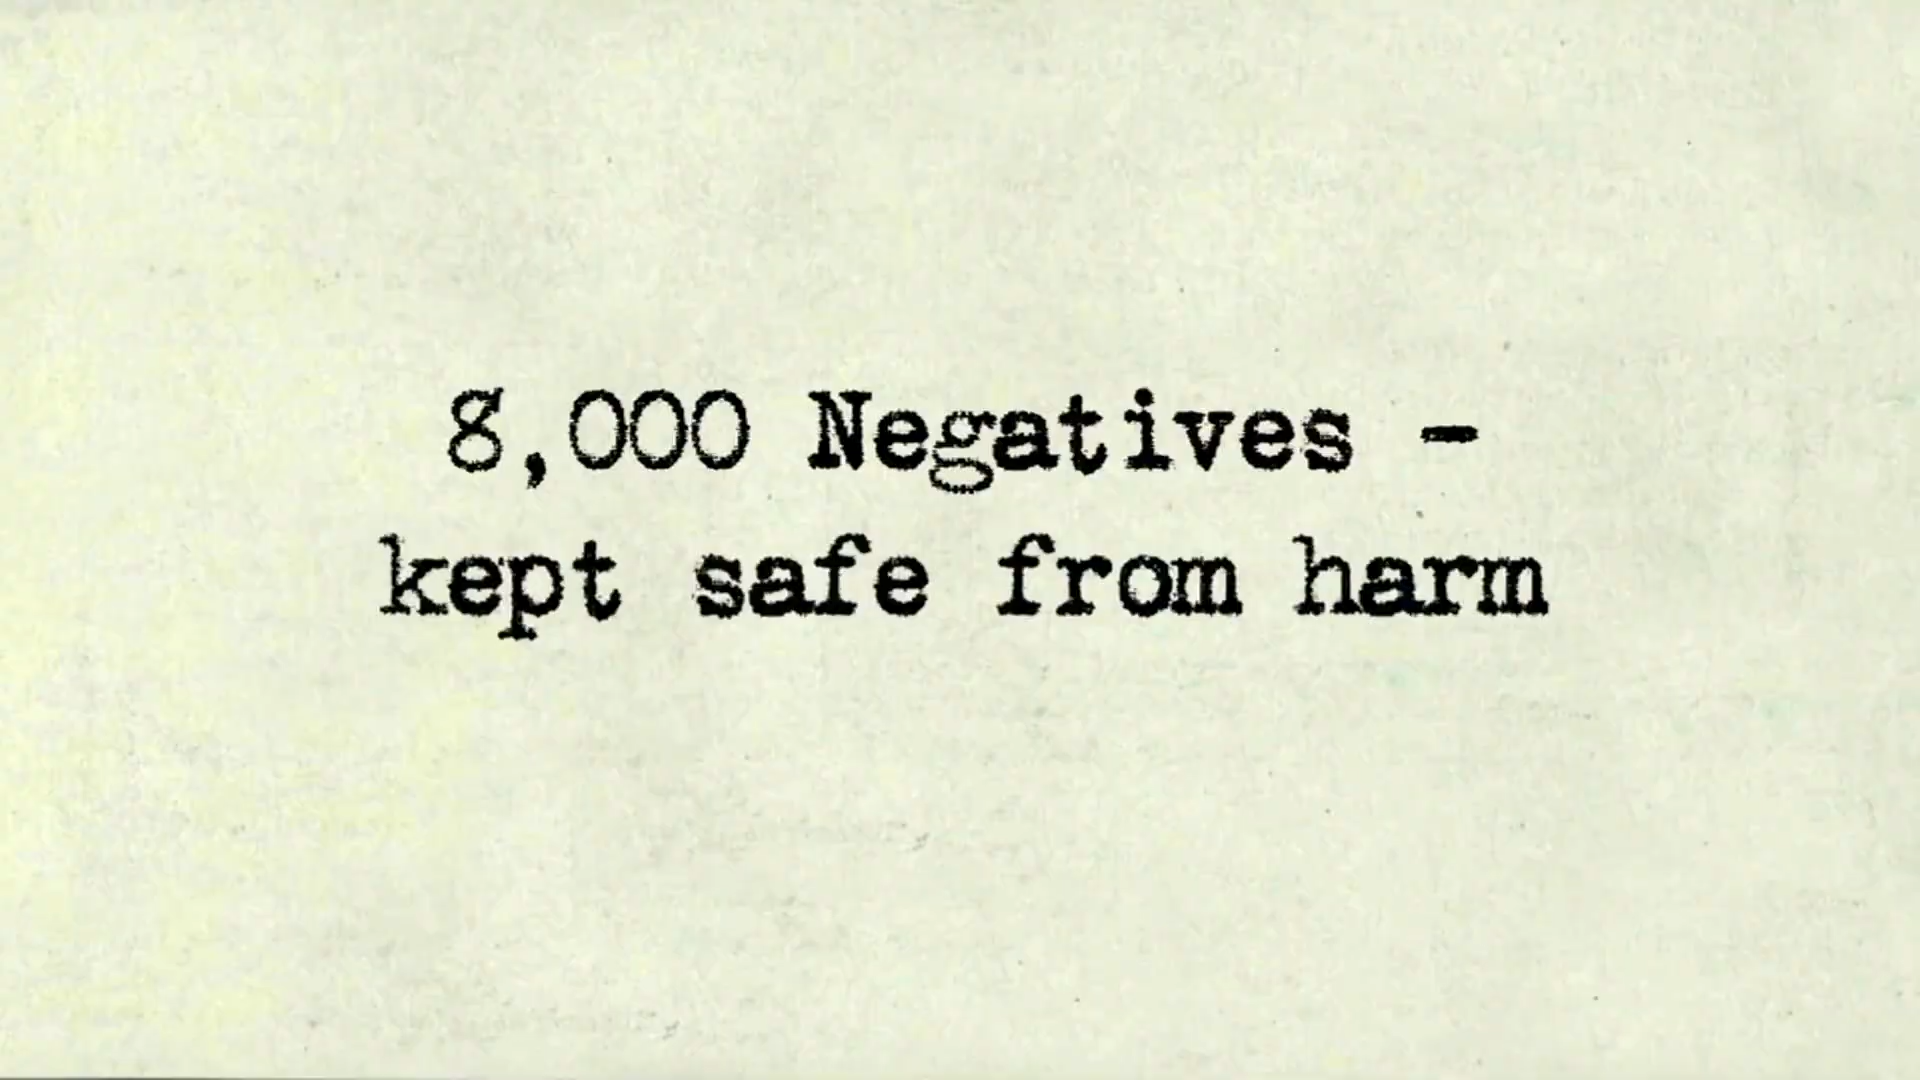 8,000 Negatives -
kept safe from harm